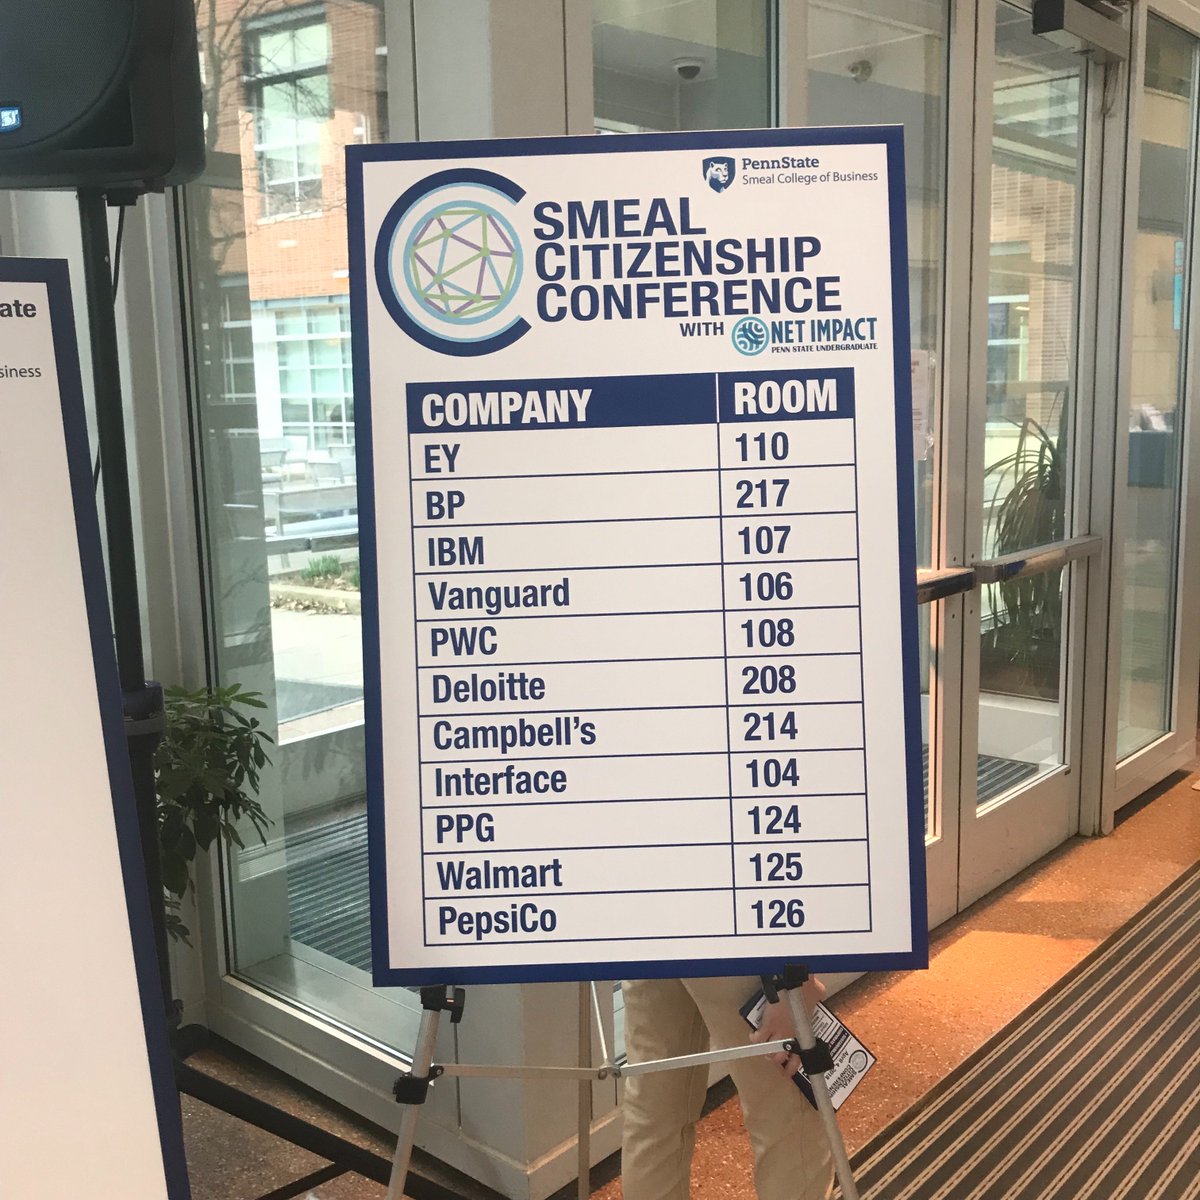 ate
siness
PennState
Smeal College of Business
SMEAL
CITIZENSHIP
CONFERENCE
WITH NET IMPACT
PENN STATE UNDERGRADUATE
COMPANY ROOM
EY 110
BP 217
IBM 107
Vanguard 106
PWC 108
Deloitte 208
Campbell's 214
Interface 104
PPG 124
Walmart 125
PepsiCo 126